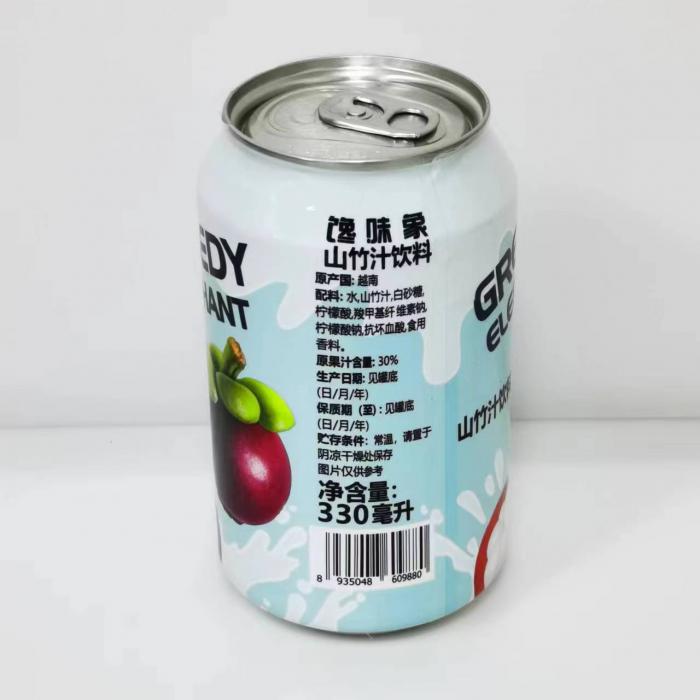 EDY
HANT
馋味象
山竹汁饮料
原产国: 越南
配料: 水,山竹汁,白砂糖,
柠檬酸,羧甲基纤维素钠,
柠檬酸钠,抗坏血酸,食用
香料。
原果汁含量: 30%
生产日期: 见罐底
(日/月/年)
保质期（至）: 见罐底
(日/月/年)
贮存条件：常温，请置于
阴凉干燥处保存
图片仅供参考
净含量：
330毫升
8 935048 609880
GR
ELE
山竹汁饮